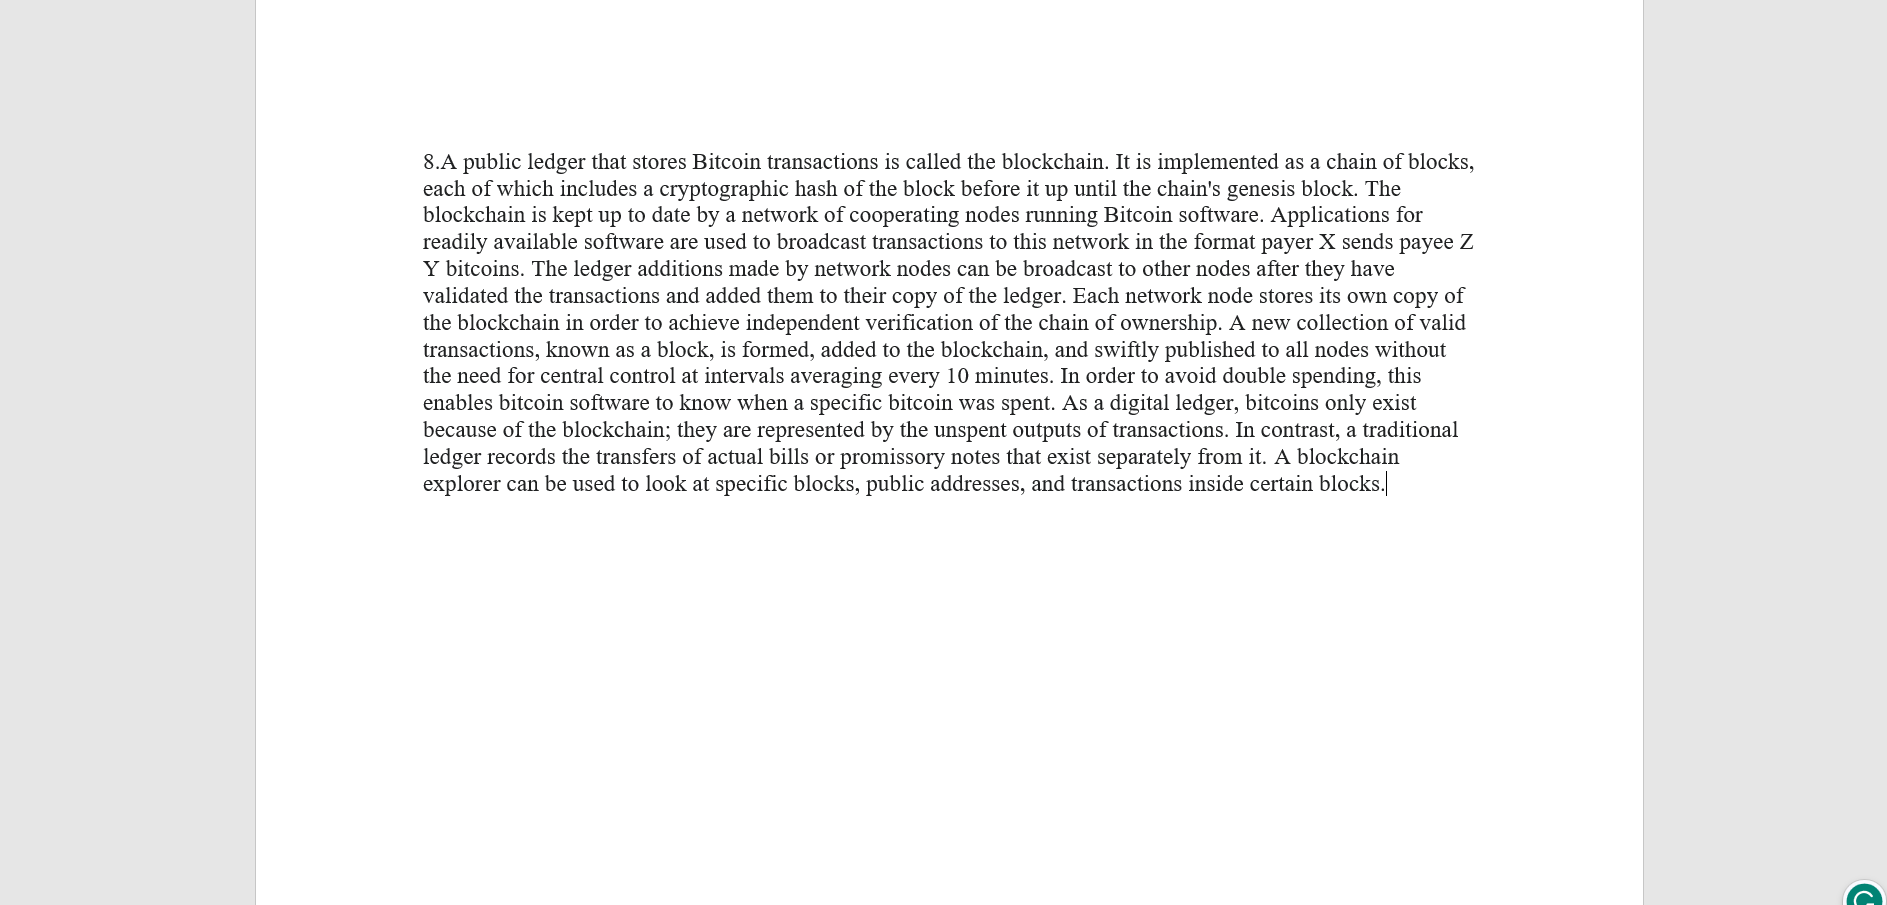 8.A public ledger that stores Bitcoin transactions is called the blockchain. It is implemented as a chain of blocks,
each of which includes a cryptographic hash of the block before it up until the chain's genesis block. The
blockchain is kept up to date by a network of cooperating nodes running Bitcoin software. Applications for
readily available software are used to broadcast transactions to this network in the format payer X sends payee Z
Y bitcoins. The ledger additions made by network nodes can be broadcast to other nodes after they have
validated the transactions and added them to their copy of the ledger. Each network node stores its own copy of
the blockchain in order to achieve independent verification of the chain of ownership. A new collection of valid
transactions, known as a block, is formed, added to the blockchain, and swiftly published to all nodes without
the need for central control at intervals averaging every 10 minutes. In order to avoid double spending, this
enables bitcoin software to know when a specific bitcoin was spent. As a digital ledger, bitcoins only exist
because of the blockchain; they are represented by the unspent outputs of transactions. In contrast, a traditional
ledger records the transfers of actual bills or promissory notes that exist separately from it. A blockchain
explorer can be used to look at specific blocks, public addresses, and transactions inside certain blocks.